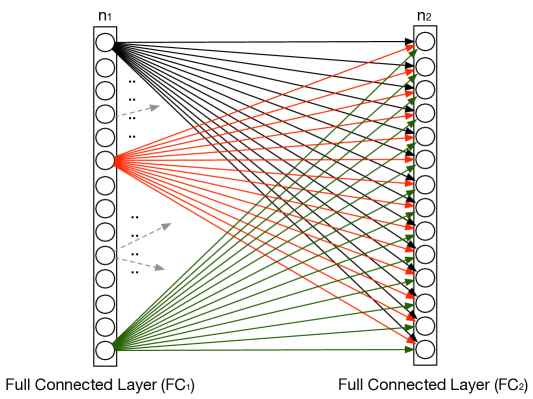 n₁ n₂
Full Connected Layer (FC₁) Full Connected Layer (FC₂)